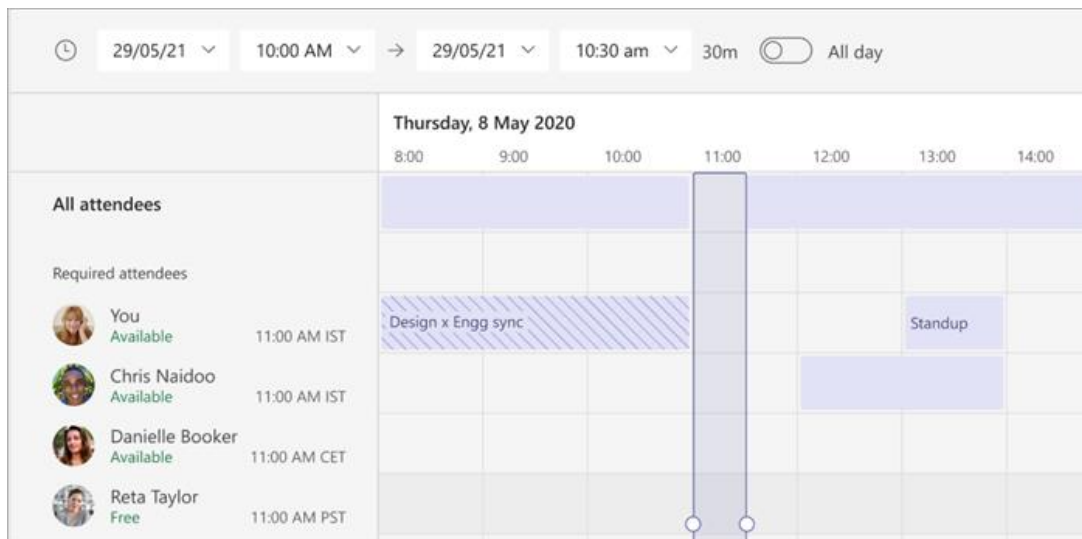 29/05/21 10:00 AM → 29/05/21 10:30 am 30m All day
Thursday, 8 May 2020
8:00 9:00 10:00 11:00 12:00 13:00 14:00
All attendees
Required attendees
You
Available 11:00 AM IST
Design x Engg sync
Standup
Chris Naidoo
Available 11:00 AM IST
Danielle Booker
Available 11:00 AM CET
Reta Taylor
Free 11:00 AM PST